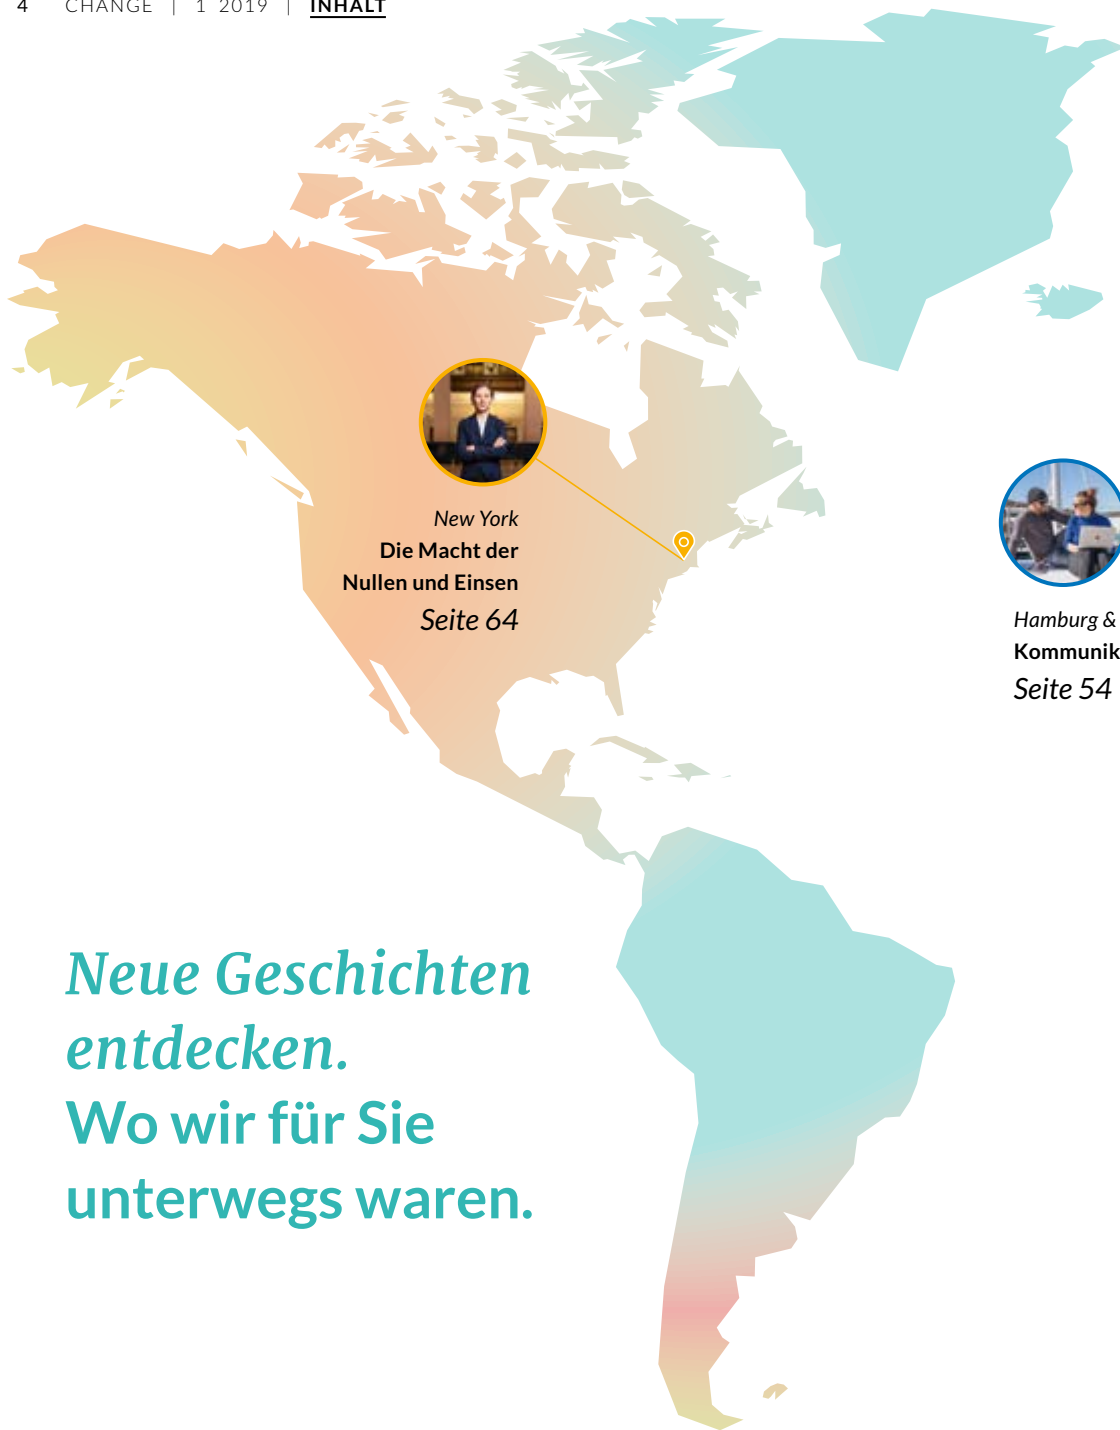 4 CHANGE | 1 2019 | INHALT
New York
Die Macht der
Nullen und Einsen
Seite 64
Hamburg &
Kommunik
Seite 54
Neue Geschichten
entdecken.
Wo wir für Sie
unterwegs waren.